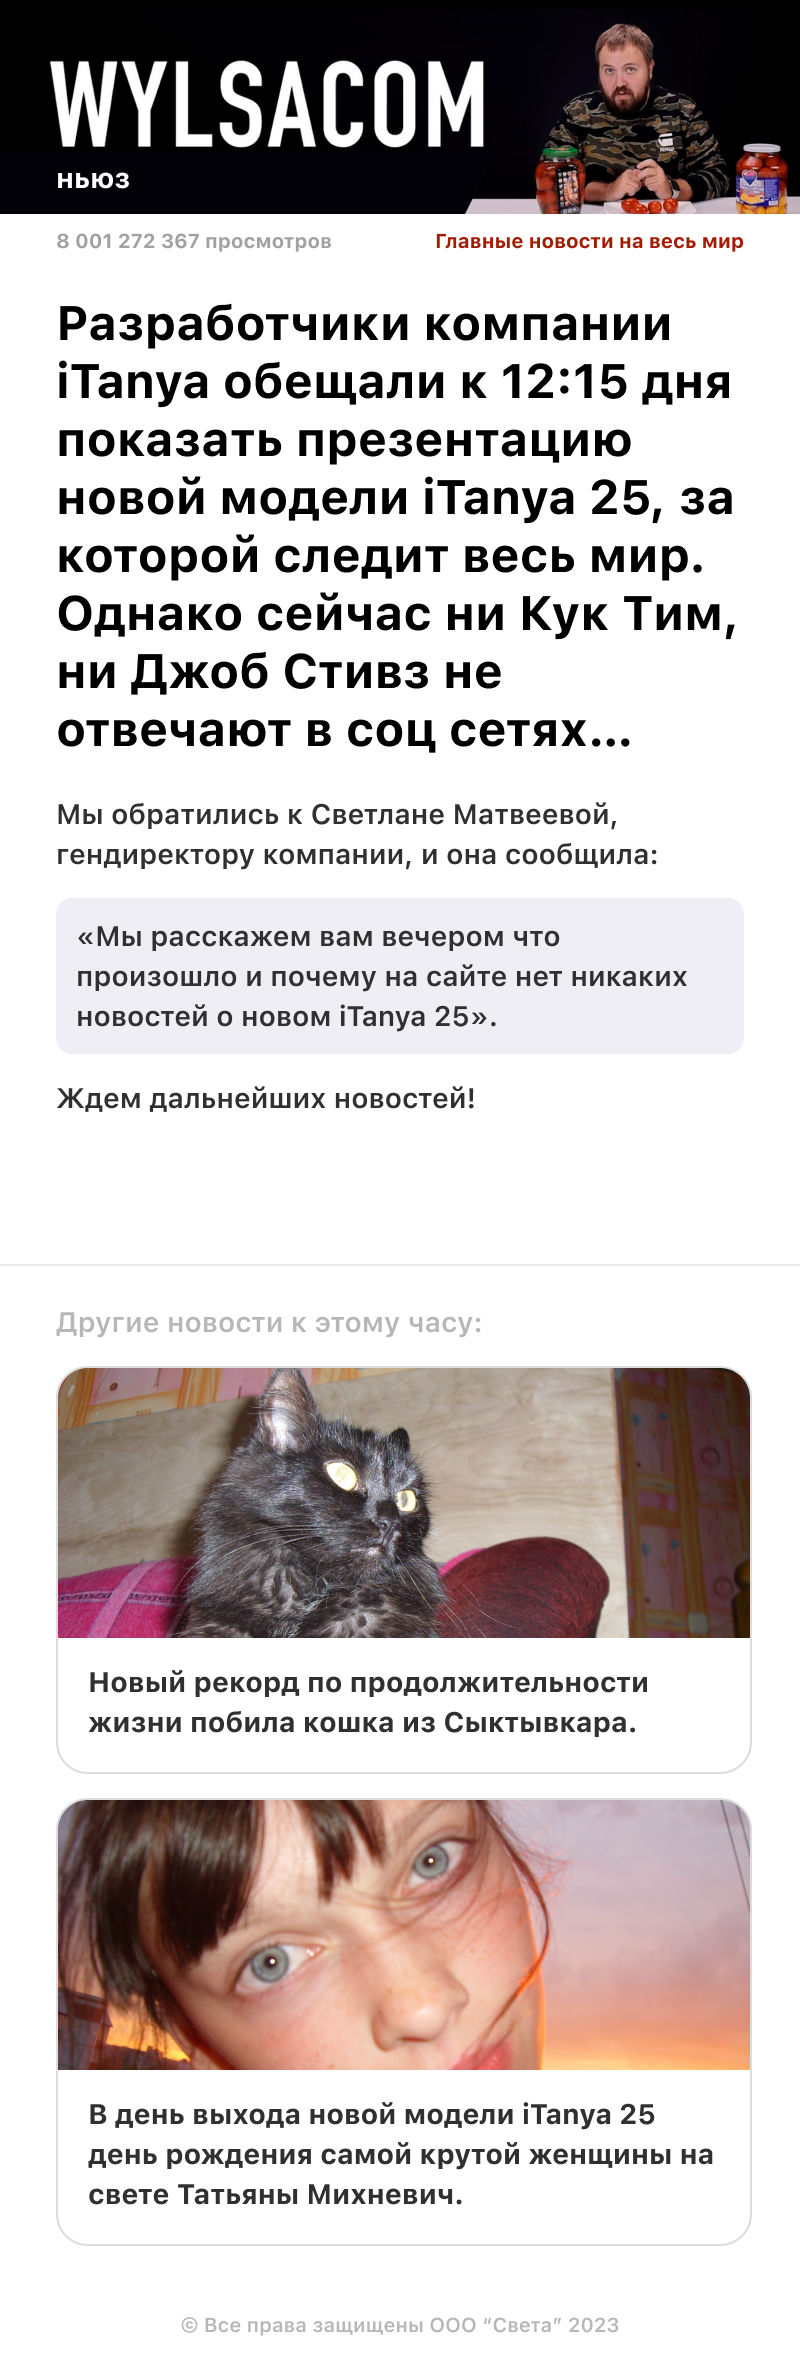 WYLSACOM
ньюз
8 001 272 367 просмотров
Главные новости на весь мир
Разработчики компании
iTanya обещали к 12:15 дня
показать презентацию
новой модели iTanya 25, за
которой следит весь мир.
Однако сейчас ни Кук Тим,
ни Джоб Стивз не
отвечают в соц сетях...
Мы обратились к Светлане Матвеевой,
гендиректору компании, и она сообщила:
«Мы расскажем вам вечером что
произошло и почему на сайте нет никаких
новостей о новом iTanya 25».
Ждем дальнейших новостей!
Другие новости к этому часу:
Новый рекорд по продолжительности
жизни побила кошка из Сыктывкара.
В день выхода новой модели iTanya 25
день рождения самой крутой женщины на
свете Татьяны Михневич.
© Все права защищены ООО “Света” 2023